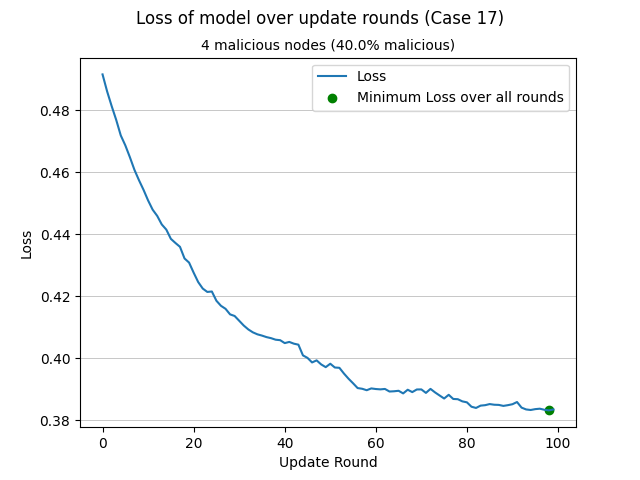 Loss of model over update rounds (Case 17)
4 malicious nodes (40.0% malicious)
Loss
Minimum Loss over all rounds
0.48
0.46
0.44
0.42
0.40
0.38
Loss
0 20 40 60 80 100
Update Round